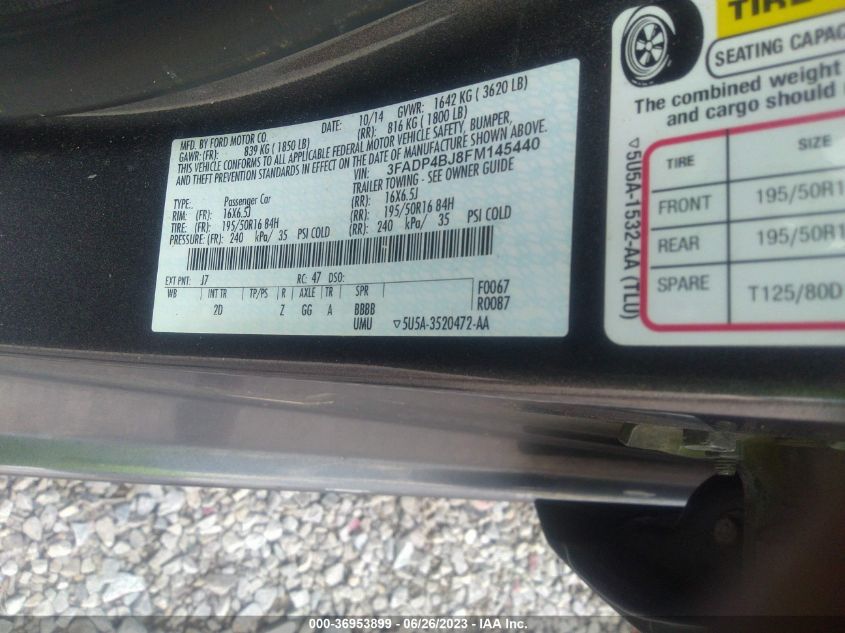 MFD. BY FORD MOTOR CO.
DATE: 10/14 GVWR: 1642 KG ( 3620 LB)
GAWR: (FR): 839 KG ( 1850 LB) (RR): 816 KG ( 1800 LB)
THIS VEHICLE CONFORMS TO ALL APPLICABLE FEDERAL MOTOR VEHICLE SAFETY, BUMPER,
AND THEFT PREVENTION STANDARDS IN EFFECT ON THE DATE OF MANUFACTURE SHOWN ABOVE.
VIN: 3FADP4BJ8FM145440
TYPE: Passenger Car TRAILER TOWING - SEE OWNER GUIDE
RIM: (FR): 16X6.5J (RR): 16X6.5J
TIRE: (FR): 195/50R16 84H (RR): 195/50R16 84H
PRESSURE: (FR): 240 kPa/ 35 PSI COLD (RR): 240 kPa/ 35 PSI COLD
EXT PNT: J7 RC: 47 DSO: F0067
WB INT TR TP/PS R AXLE TR SPR R0087
2D Z GG A BBBB
UMU ▽5U5A-3520472-AA
TIRE
SEATING CAPAC
The combined weight
and cargo should
▽5U5A-1532-AA (TLU)
TIRE SIZE
FRONT 195/50R1
REAR 195/50R1
SPARE T125/80D
000-36953899 - 06/26/2023 - IAA Inc.